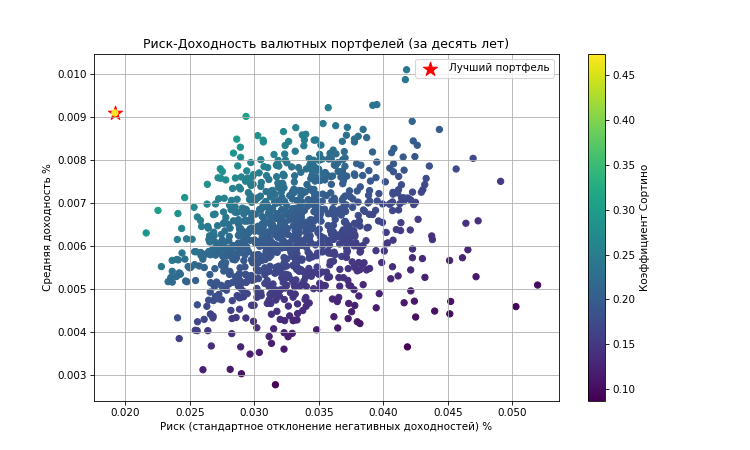 Риск-Доходность валютных портфелей (за десять лет)
Лучший портфель
Средняя доходность %
0.010
0.009
0.008
0.007
0.006
0.005
0.004
0.003
0.020 0.025 0.030 0.035 0.040 0.045 0.050
Риск (стандартное отклонение негативных доходностей) %
0.45
0.40
0.35
0.30
0.25
0.20
0.15
0.10
Коэффициент Сортино